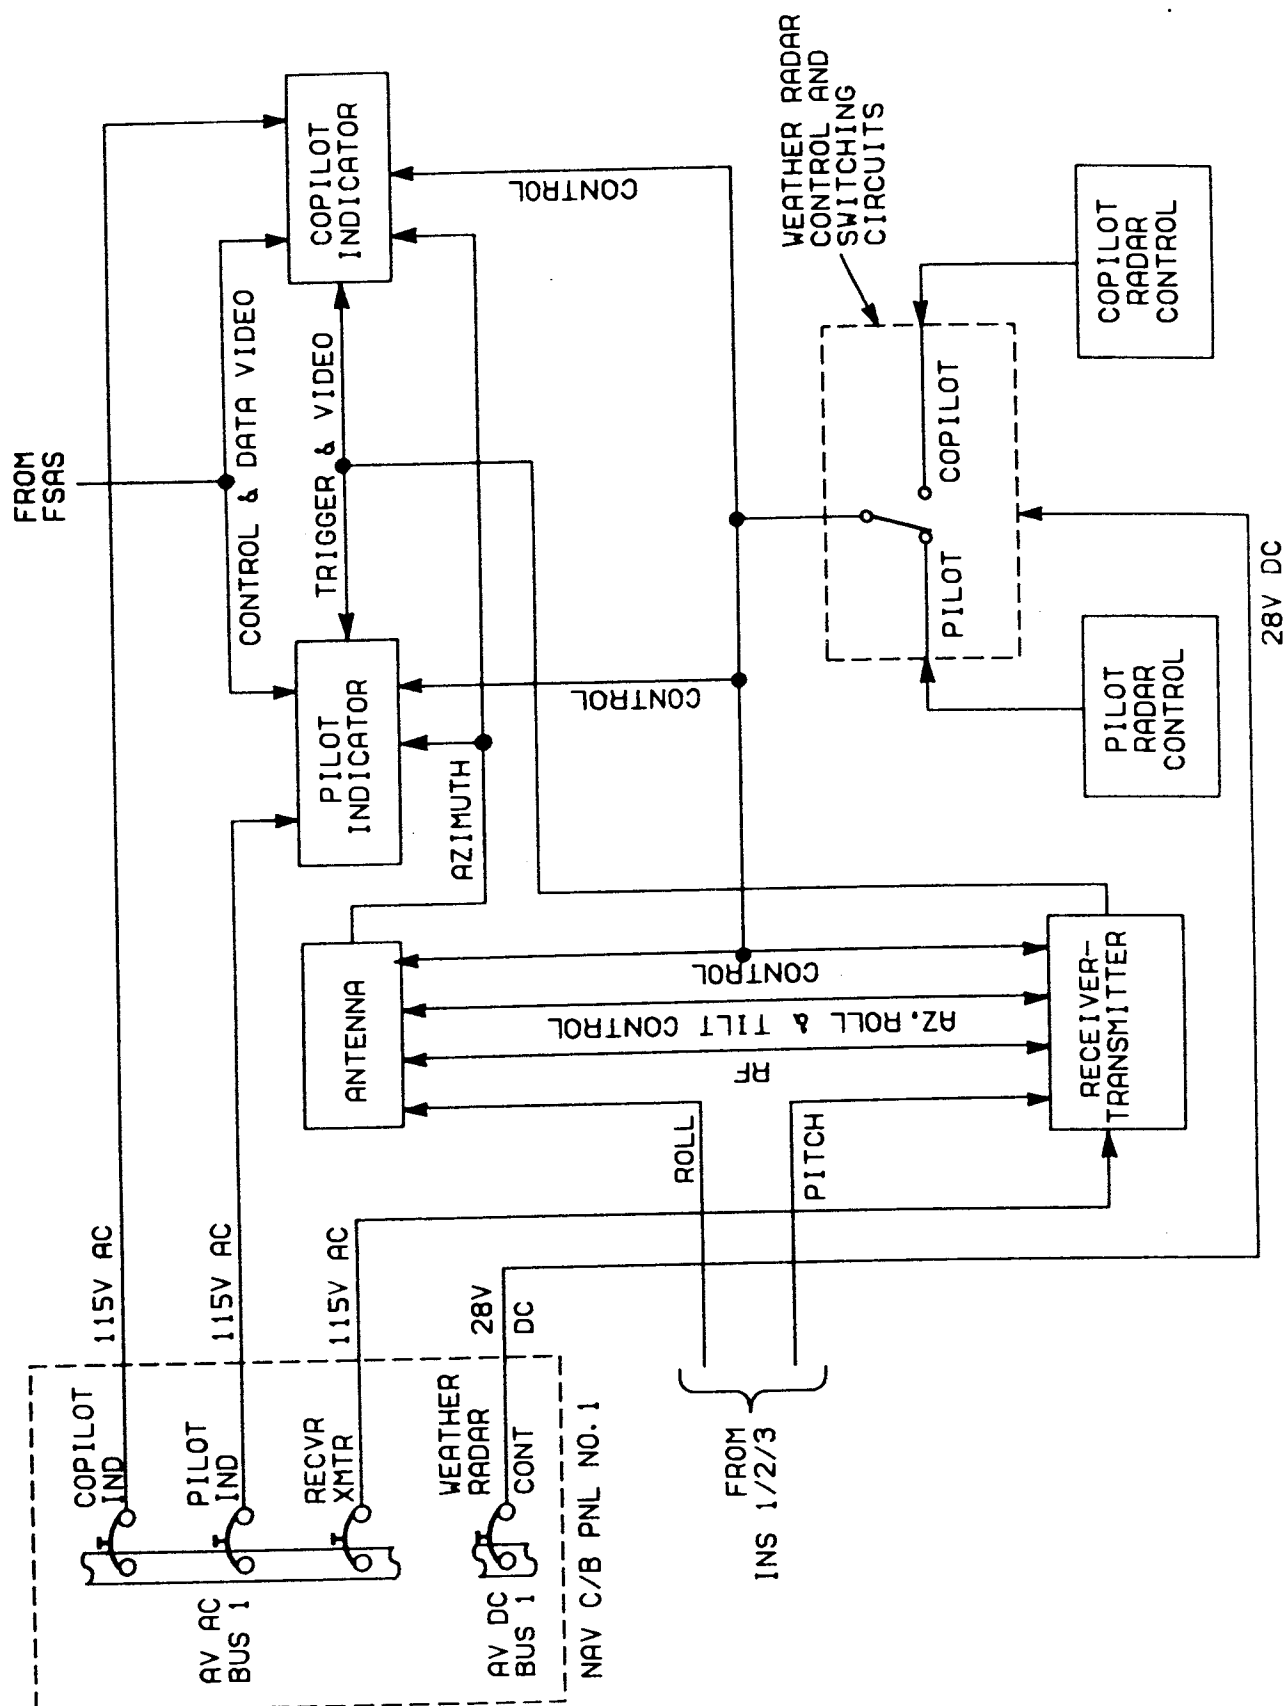 COPILOT
IND
115V AC
PILOT
IND
115V AC
AV AC
BUS 1
RECVR
XMTR
115V AC
WEATHER
RADAR
CONT
28V
DC
AV DC
BUS 1
NAV C/B PNL NO.1
FROM
INS 1/2/3
ROLL
PITCH
ANTENNA
RF
AZ. ROLL & TILT CONTROL
CONTROL
RECEIVER-
TRANSMITTER
AZIMUTH
PILOT
INDICATOR
CONTROL
FROM
FSAS
CONTROL & DATA VIDEO
TRIGGER & VIDEO
COPILOT
INDICATOR
CONTROL
WEATHER RADAR
CONTROL AND
SWITCHING
CIRCUITS
PILOT
COPILOT
PILOT
RADAR
CONTROL
COPILOT
RADAR
CONTROL
28V DC